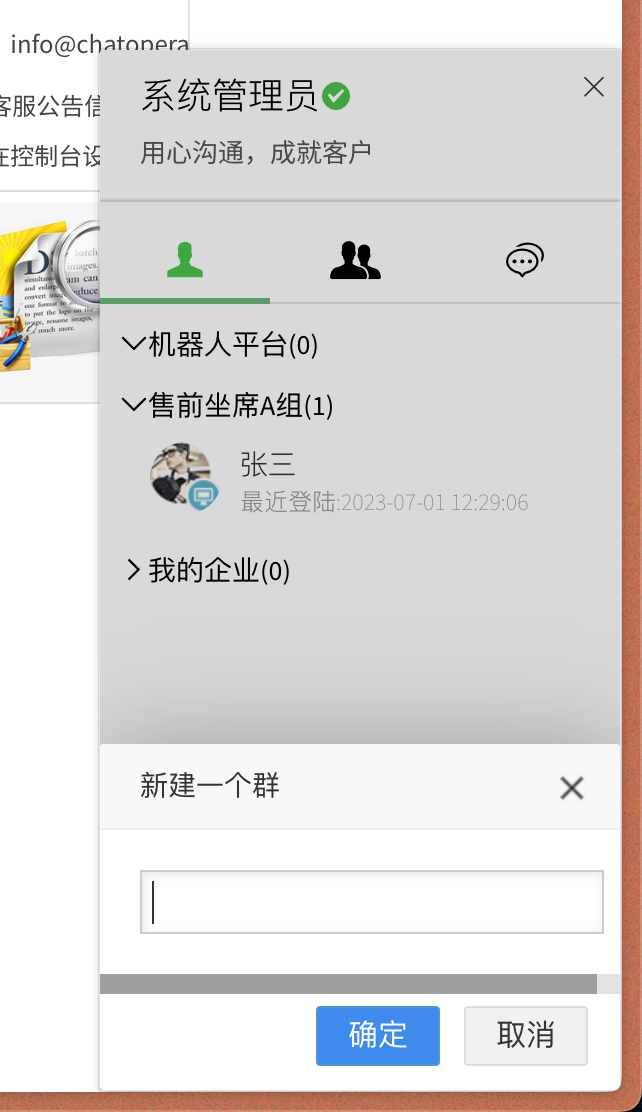 info@chatopera
客服公告信
在控制台设
系统管理员
用心沟通，成就客户
机器人平台(0)
售前坐席A组(1)
张三
最近登陆:2023-07-01 12:29:06
我的企业(0)
新建一个群
确定
取消